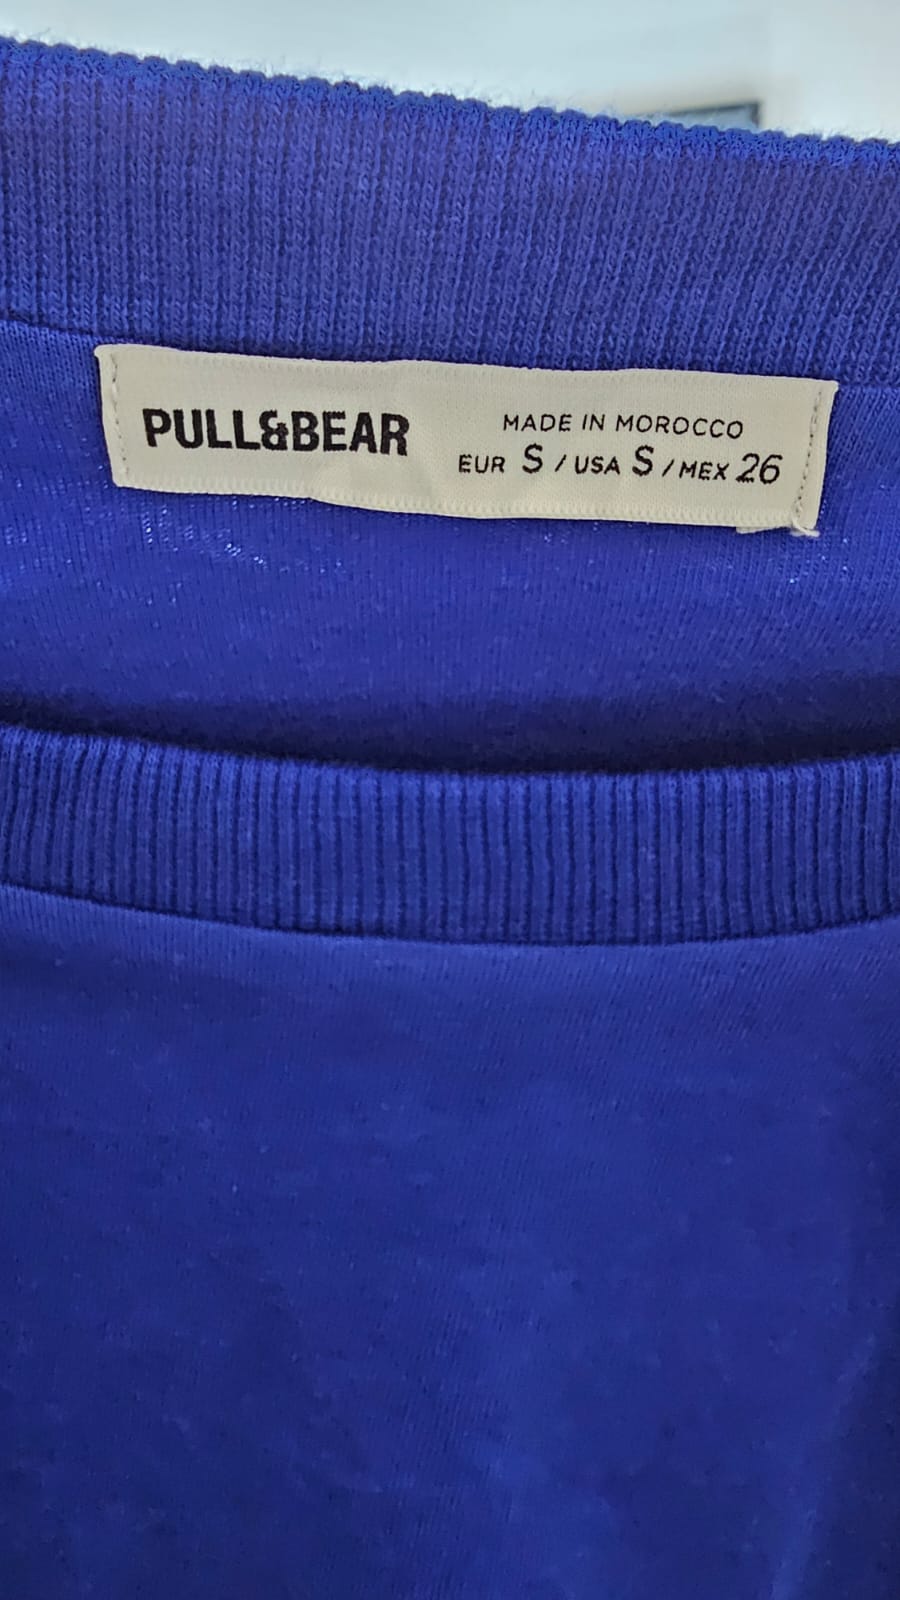 PULL&BEAR
MADE IN MOROCCO
EUR S / USA S / MEX 26